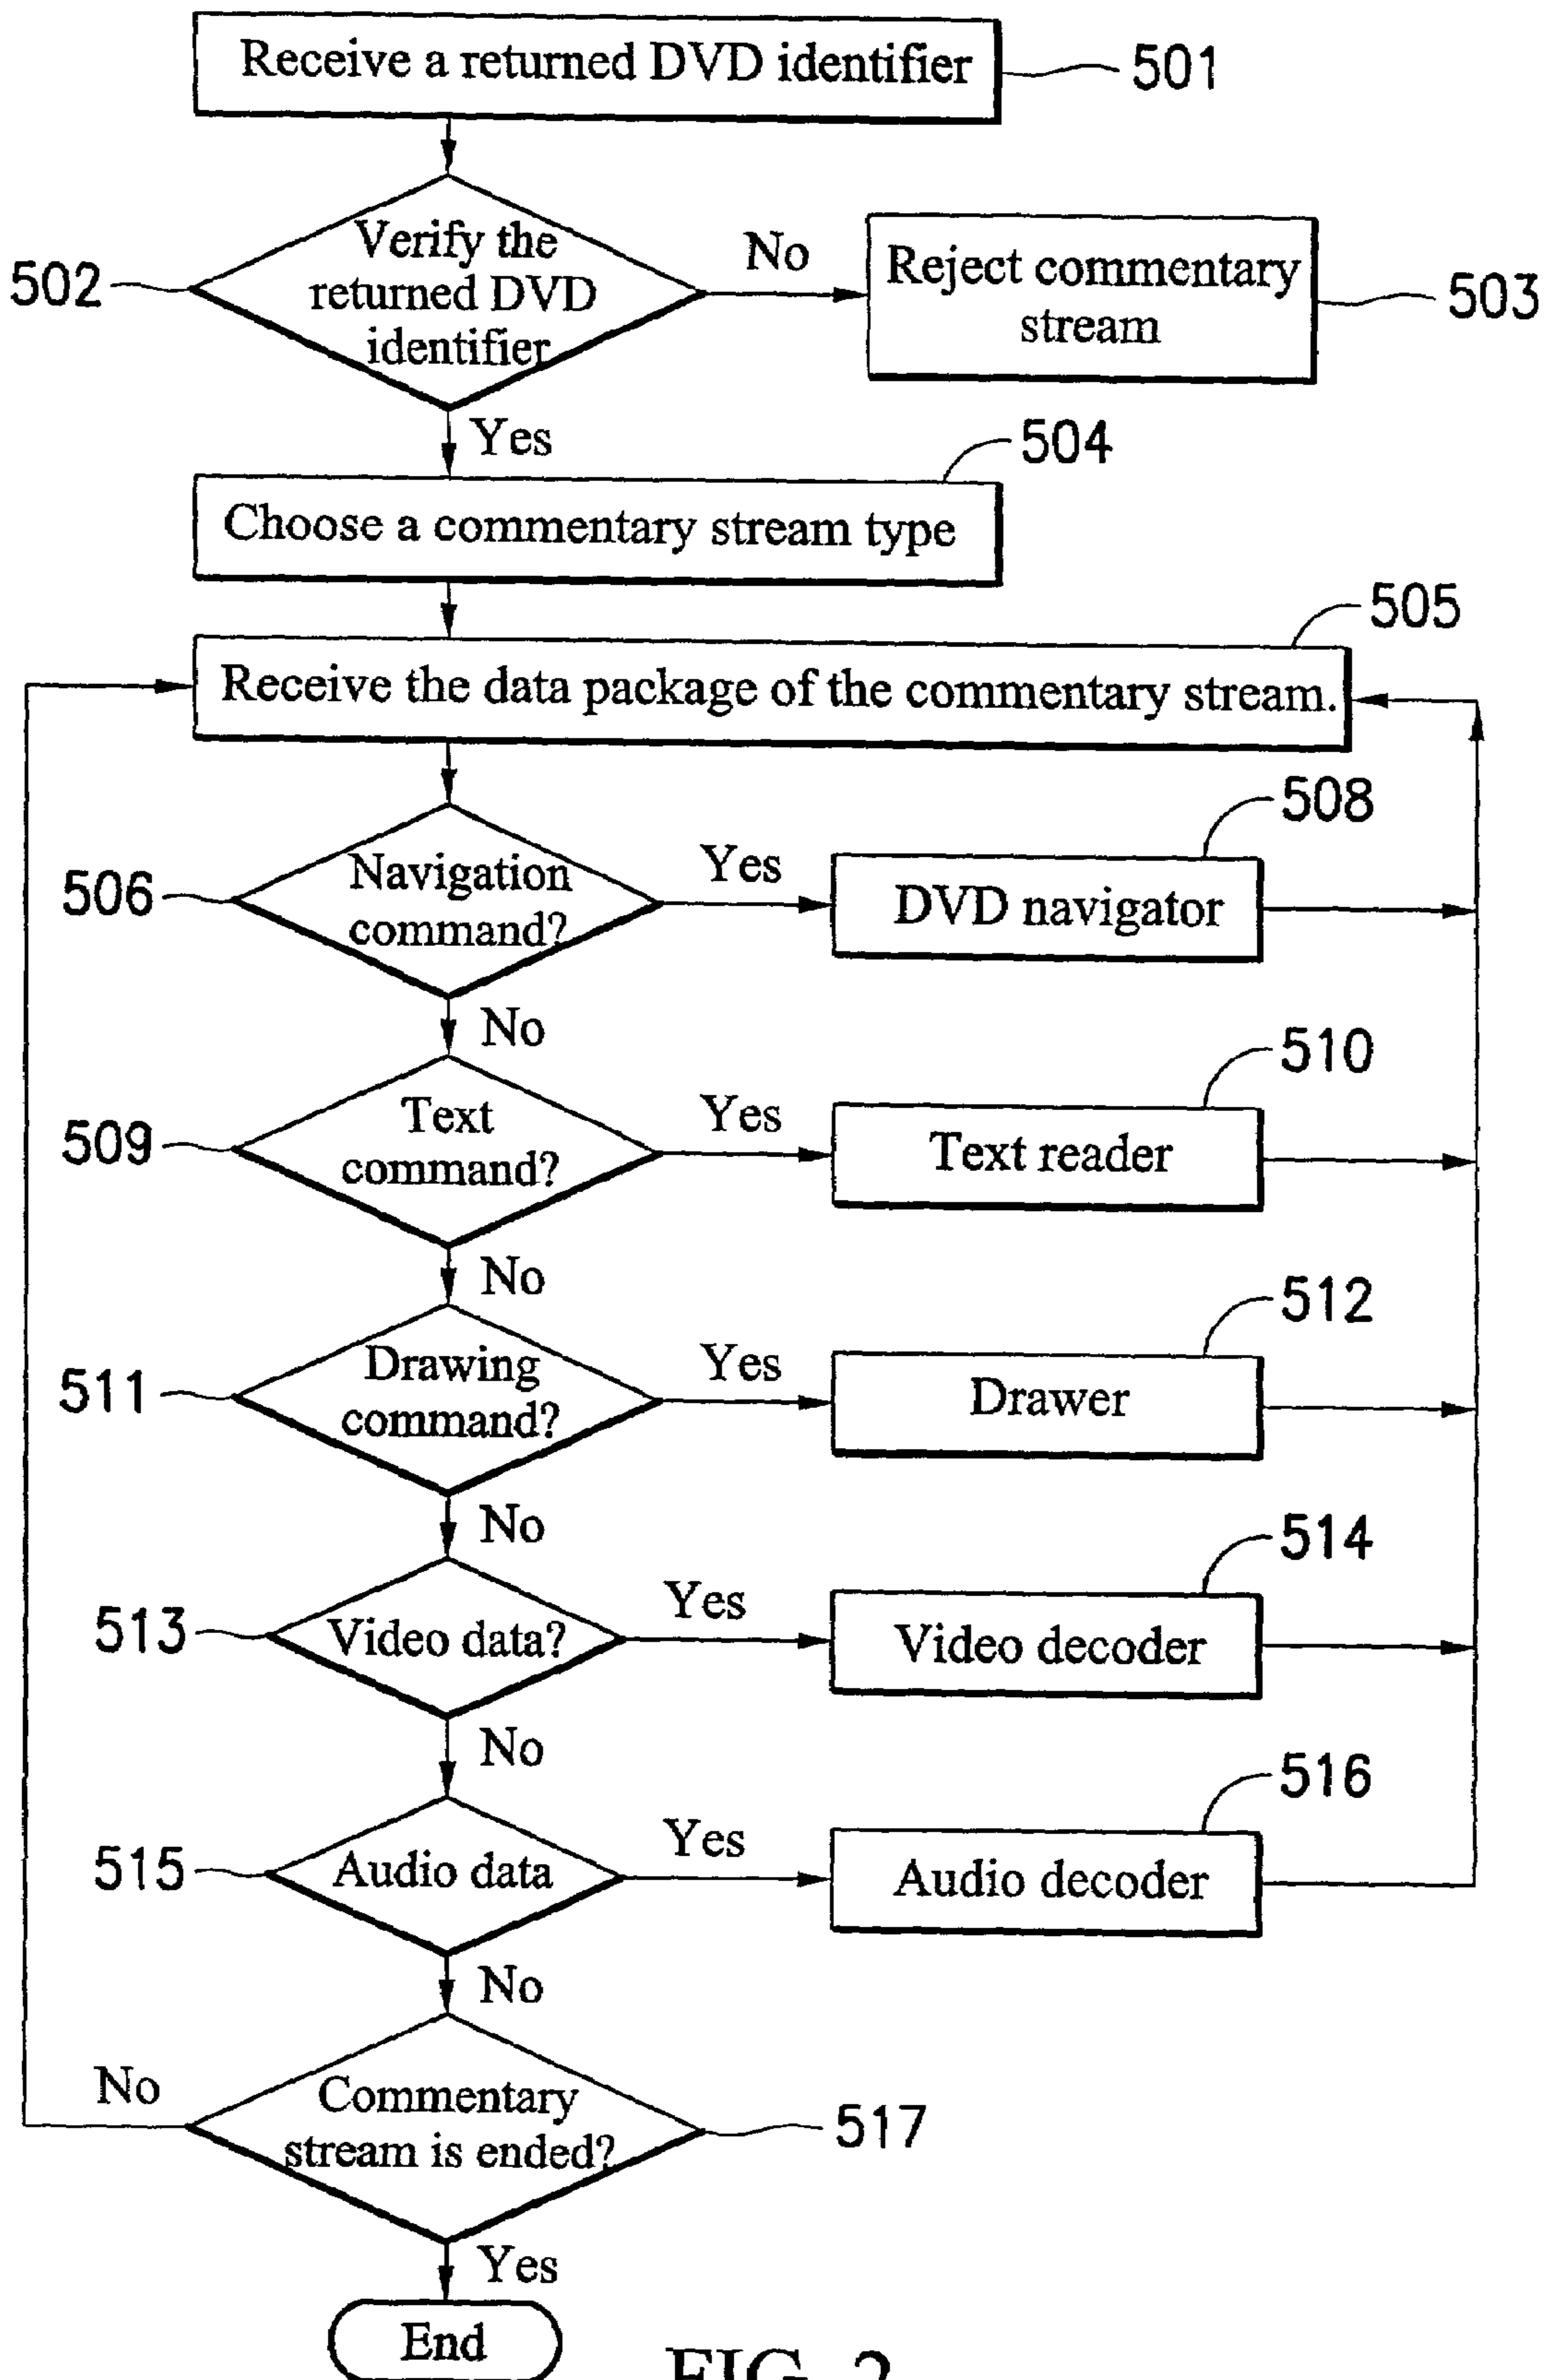 Receive a returned DVD identifier
501
Verify the
returned DVD
identifier
502
No
Reject commentary
stream
503
Yes
504
Choose a commentary stream type
505
Receive the data package of the commentary stream.
506
Navigation
command?
Yes
508
DVD navigator
No
509
Text
command?
Yes
510
Text reader
No
511
Drawing
command?
Yes
512
Drawer
No
513
Video data?
Yes
514
Video decoder
No
515
Audio data
Yes
516
Audio decoder
No
No
Commentary
stream is ended?
517
Yes
End
FIG. 2